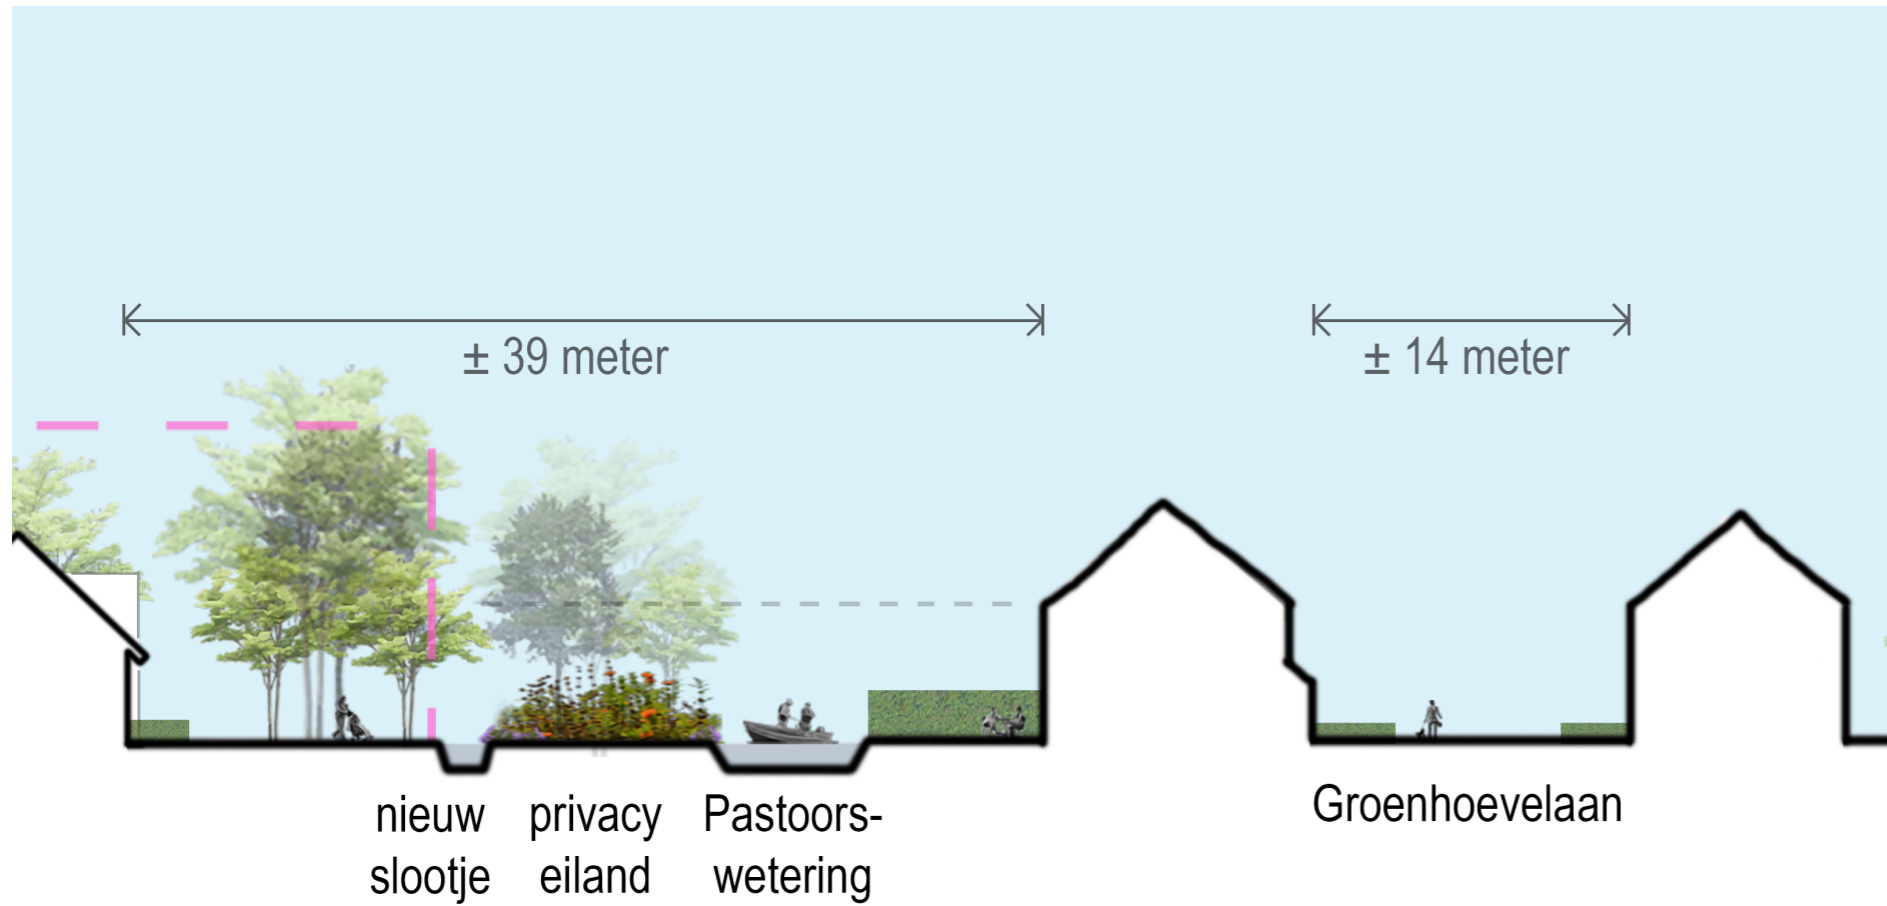 ± 39 meter
± 14 meter
nieuw
slootje
privacy
eiland
Pastoors-
wetering
Groenhoevelaan